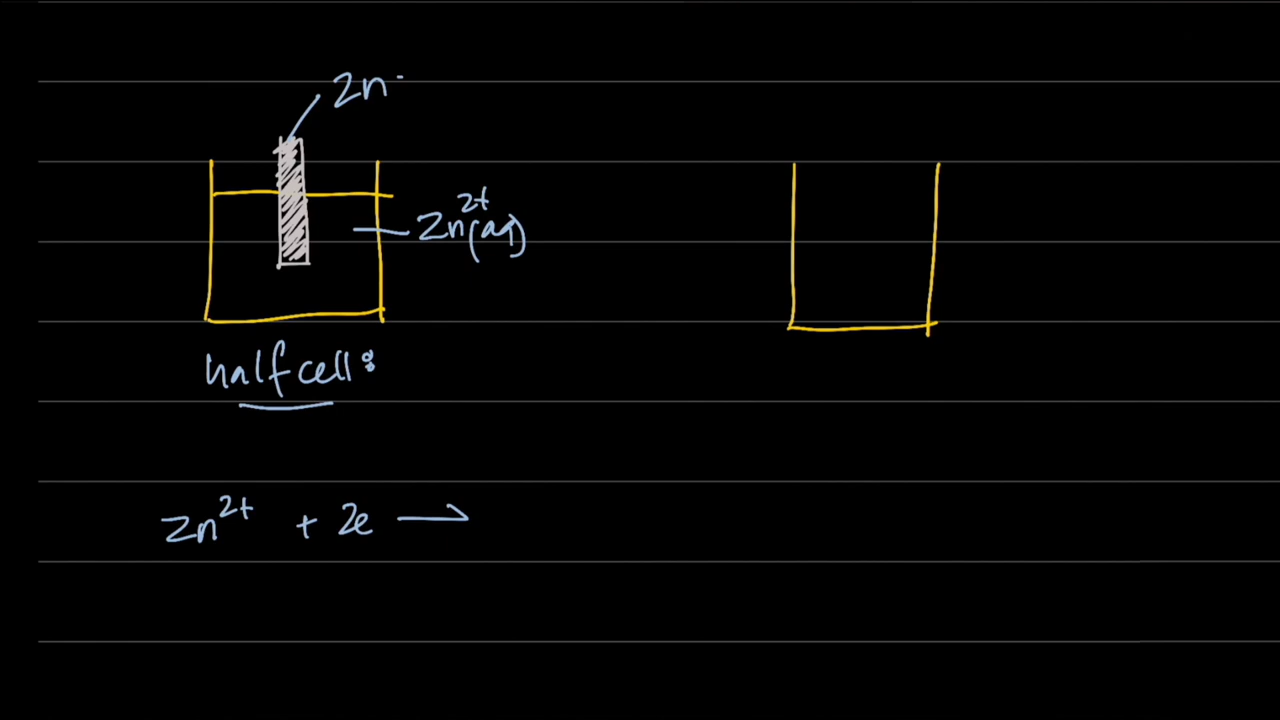 Zn-
Zn²⁺(aq)
half cell:
Zn²⁺ + 2e →